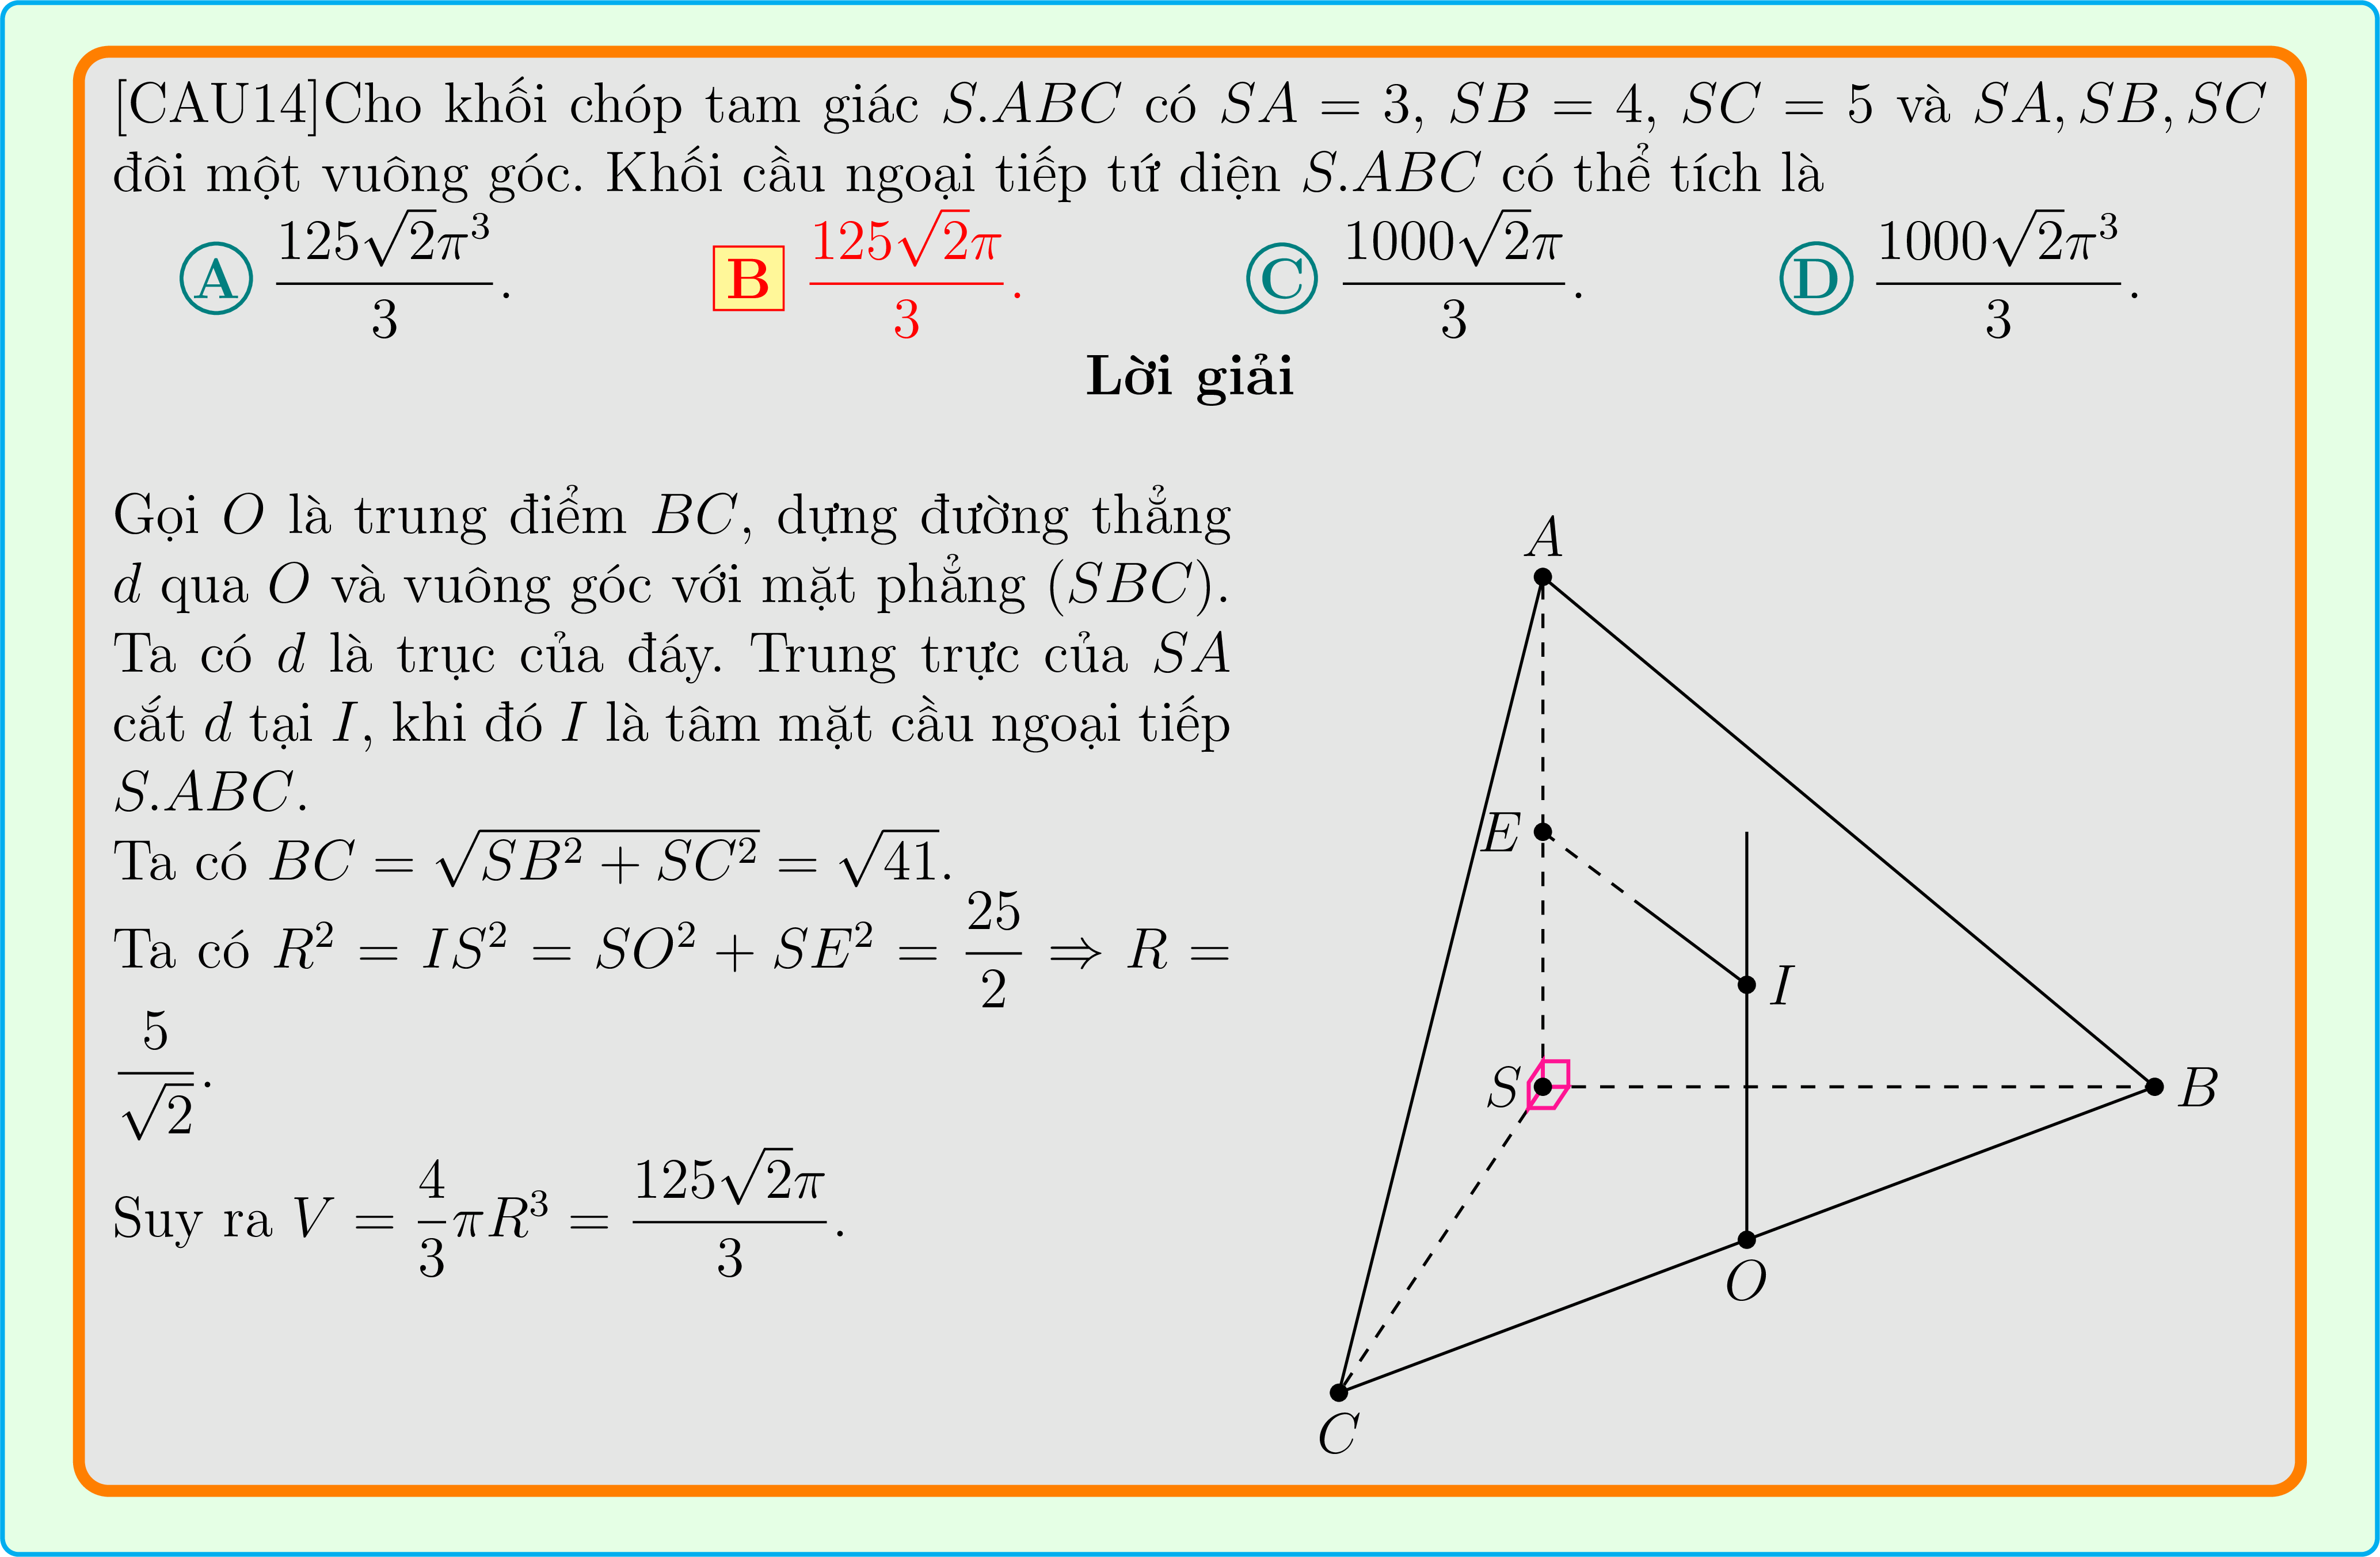 [CAU14]Cho khối chóp tam giác S.ABC có SA = 3, SB = 4, SC = 5 và SA, SB, SC
đôi một vuông góc. Khối cầu ngoại tiếp tứ diện S.ABC có thể tích là
A $\frac{125\sqrt{2}\pi^3}{3}$. B $\frac{125\sqrt{2}\pi}{3}$. C $\frac{1000\sqrt{2}\pi}{3}$. D $\frac{1000\sqrt{2}\pi^3}{3}$.
Lời giải
Gọi O là trung điểm BC, dựng đường thẳng
d qua O và vuông góc với mặt phẳng (SBC).
Ta có d là trục của đáy. Trung trực của SA
cắt d tại I, khi đó I là tâm mặt cầu ngoại tiếp
S.ABC.
Ta có $BC = \sqrt{SB^2 + SC^2} = \sqrt{41}$.
Ta có $R^2 = IS^2 = SO^2 + SE^2 = \frac{25}{2} \Rightarrow R =$
$\frac{5}{\sqrt{2}}$.
Suy ra $V = \frac{4}{3}\pi R^3 = \frac{125\sqrt{2}\pi}{3}$.
A
E
I
S
B
O
C